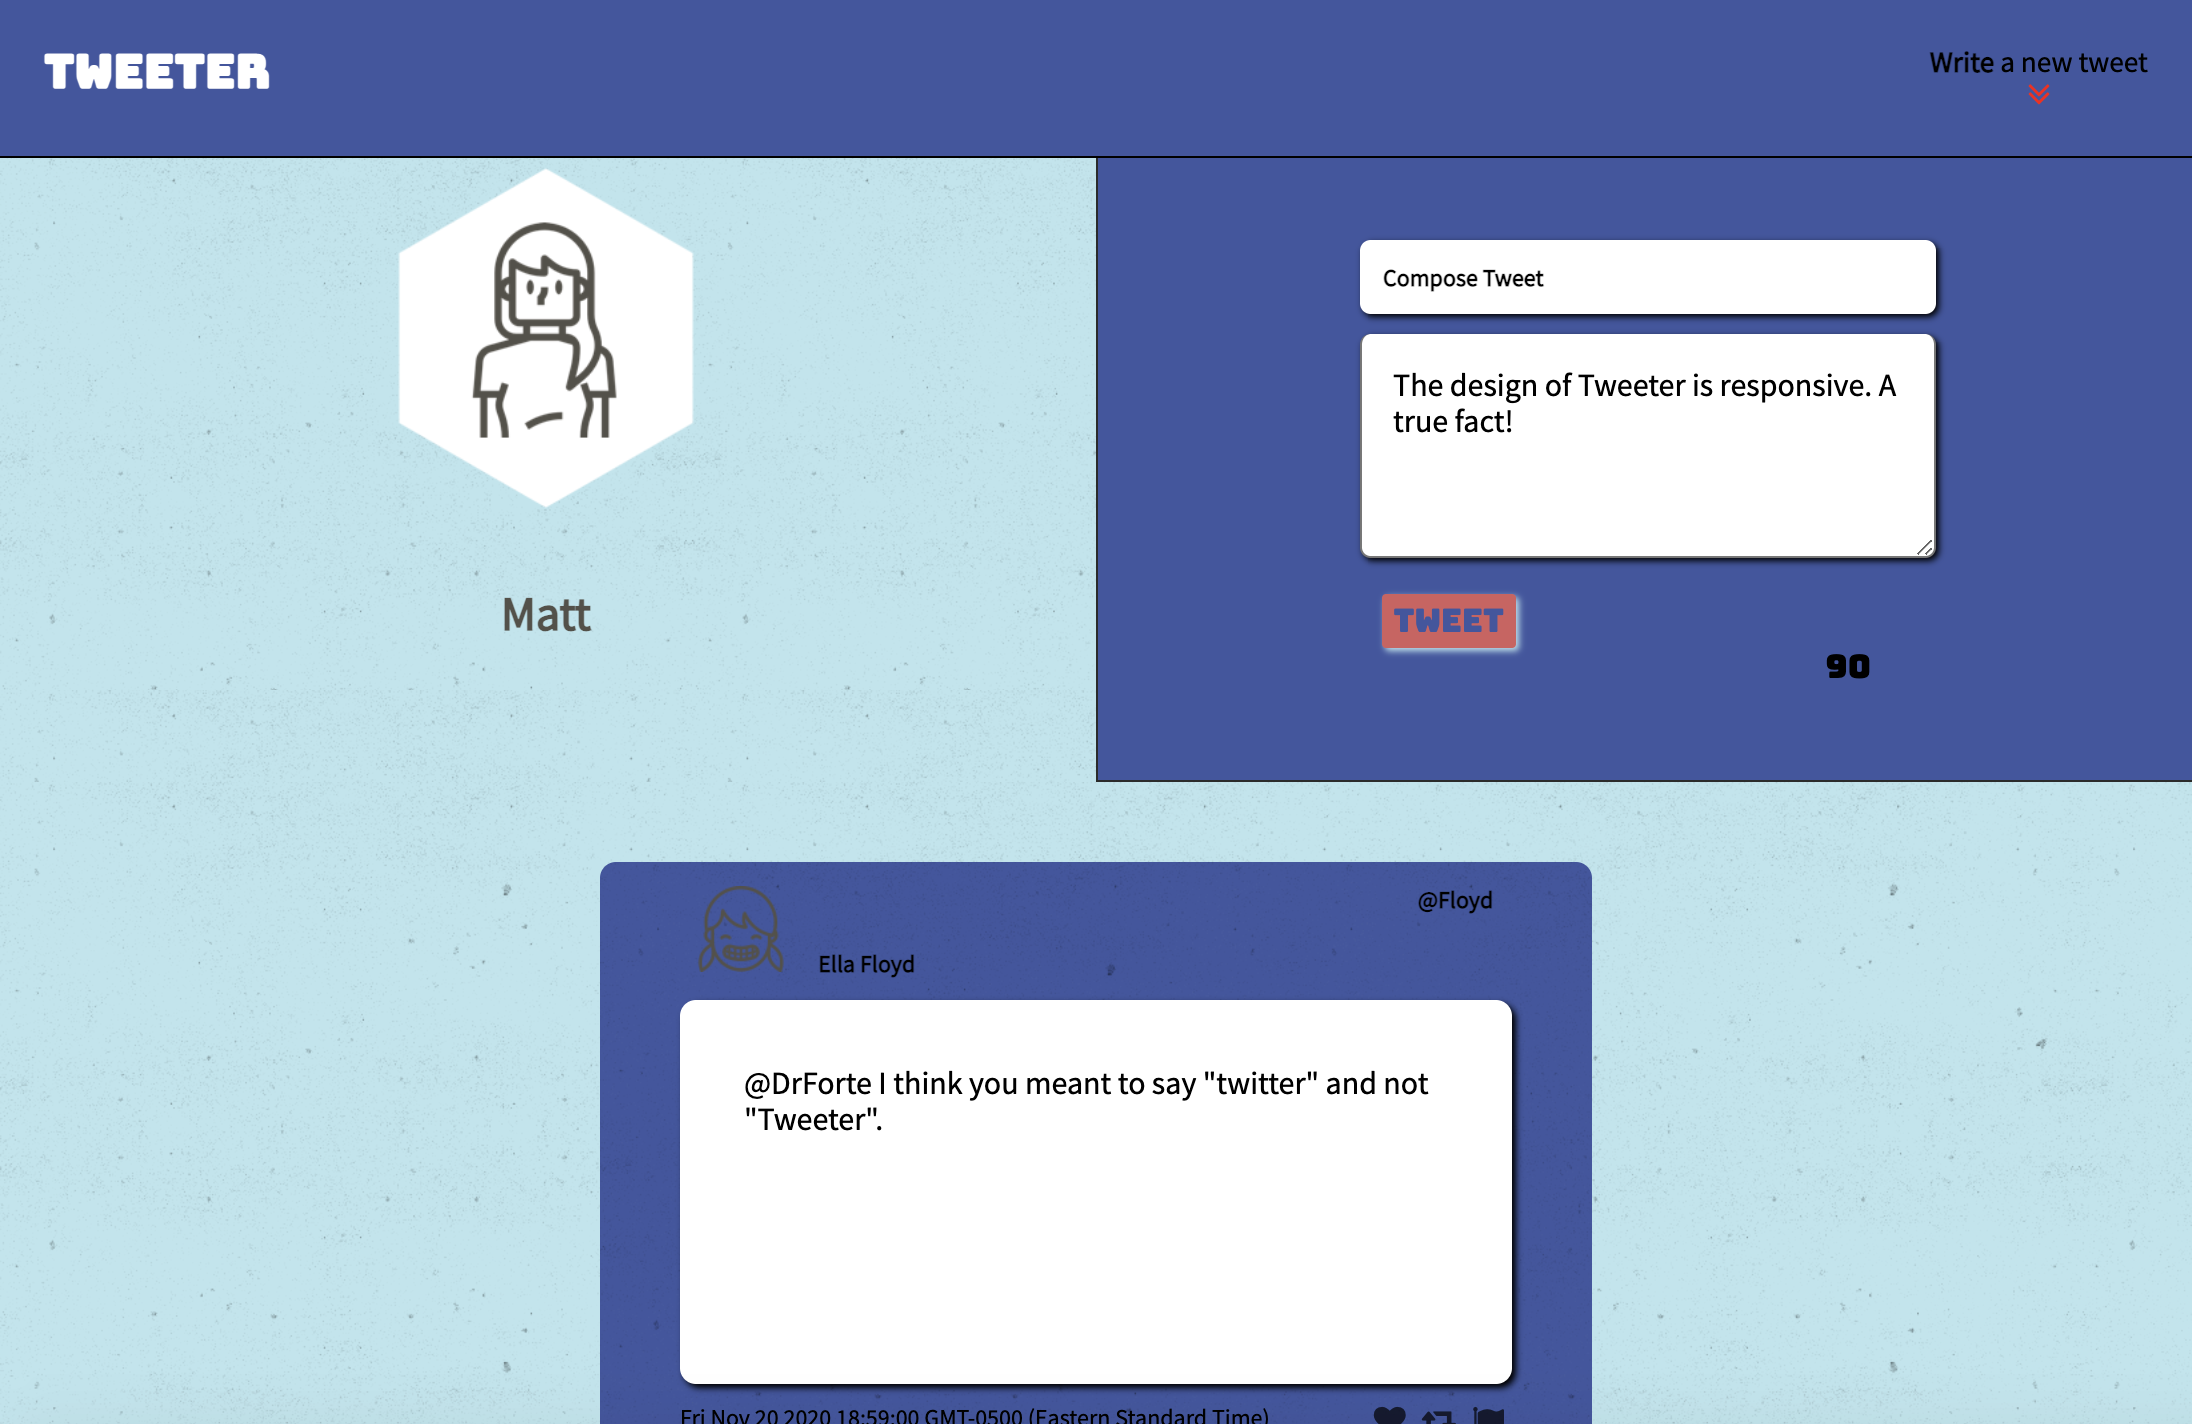 TWEETER
Write a new tweet
Compose Tweet
The design of Tweeter is responsive. A
true fact!
Matt
TWEET
90
@Floyd
Ella Floyd
@DrForte I think you meant to say "twitter" and not
"Tweeter".
Fri Nov 20 2020 18:59:00 GMT-0500 (Eastern Standard Time)